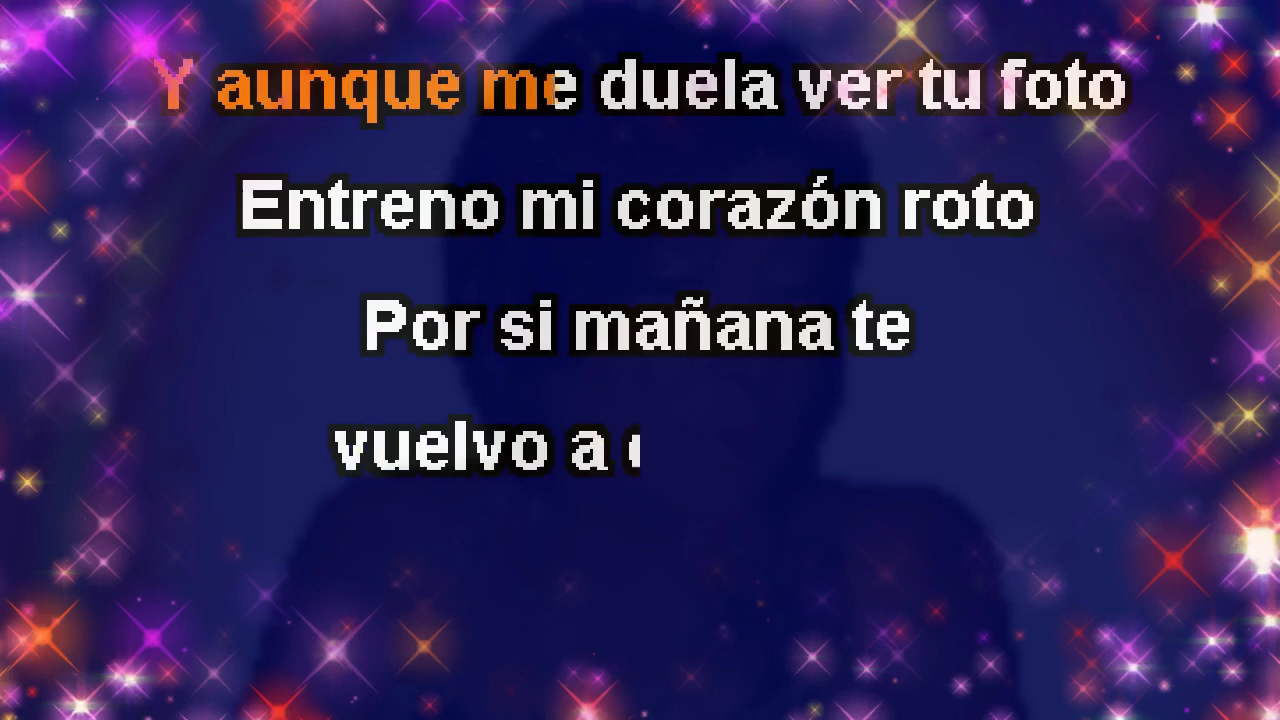 Y aunque me duela ver tu foto
Entreno mi corazón roto
Por si mañana te
vuelvo a